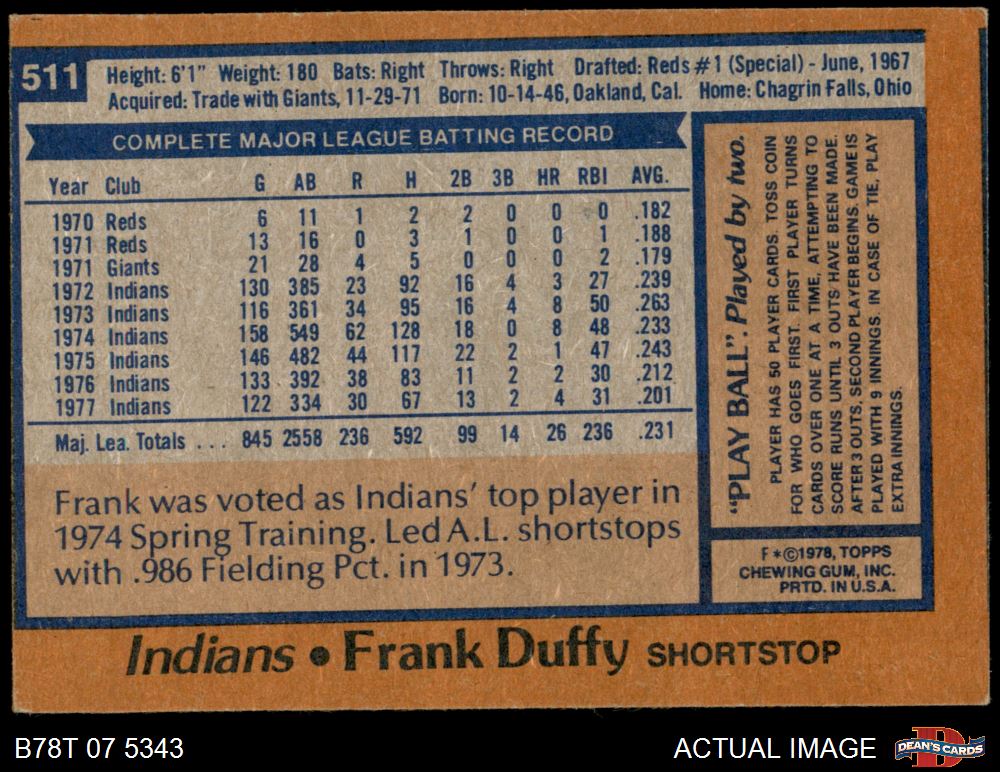 511
Height: 6'1" Weight: 180 Bats: Right Throws: Right Drafted: Reds #1 (Special) - June, 1967
Acquired: Trade with Giants, 11-29-71 Born: 10-14-46, Oakland, Cal. Home: Chagrin Falls, Ohio
COMPLETE MAJOR LEAGUE BATTING RECORD
Year Club G AB R H 2B 3B HR RBI AVG.
1970 Reds 6 11 1 2 2 0 0 0 .182
1971 Reds 13 16 0 3 1 0 0 1 .188
1971 Giants 21 28 4 5 0 0 0 2 .179
1972 Indians 130 385 23 92 16 4 3 27 .239
1973 Indians 116 361 34 95 16 4 8 50 .263
1974 Indians 158 549 62 128 18 0 8 48 .233
1975 Indians 146 482 44 117 22 2 1 47 .243
1976 Indians 133 392 38 83 11 2 2 30 .212
1977 Indians 122 334 30 67 13 2 4 31 .201
Maj. Lea. Totals ... 845 2558 236 592 99 14 26 236 .231
Frank was voted as Indians' top player in
1974 Spring Training. Led A.L. shortstops
with .986 Fielding Pct. in 1973.
"PLAY BALL". Played by two.
PLAYER HAS 50 PLAYER CARDS. TOSS COIN
FOR WHO GOES FIRST. FIRST PLAYER TURNS
CARDS OVER ONE AT A TIME, ATTEMPTING TO
SCORE RUNS UNTIL 3 OUTS HAVE BEEN MADE.
AFTER 3 OUTS, SECOND PLAYER BEGINS. GAME IS
PLAYED WITH 9 INNINGS. IN CASE OF TIE, PLAY
EXTRA INNINGS.
F*©1978, TOPPS
CHEWING GUM, INC.
PRTD. IN U.S.A.
Indians • Frank Duffy SHORTSTOP
B78T 07 5343
ACTUAL IMAGE
D
DEAN'S CARDS